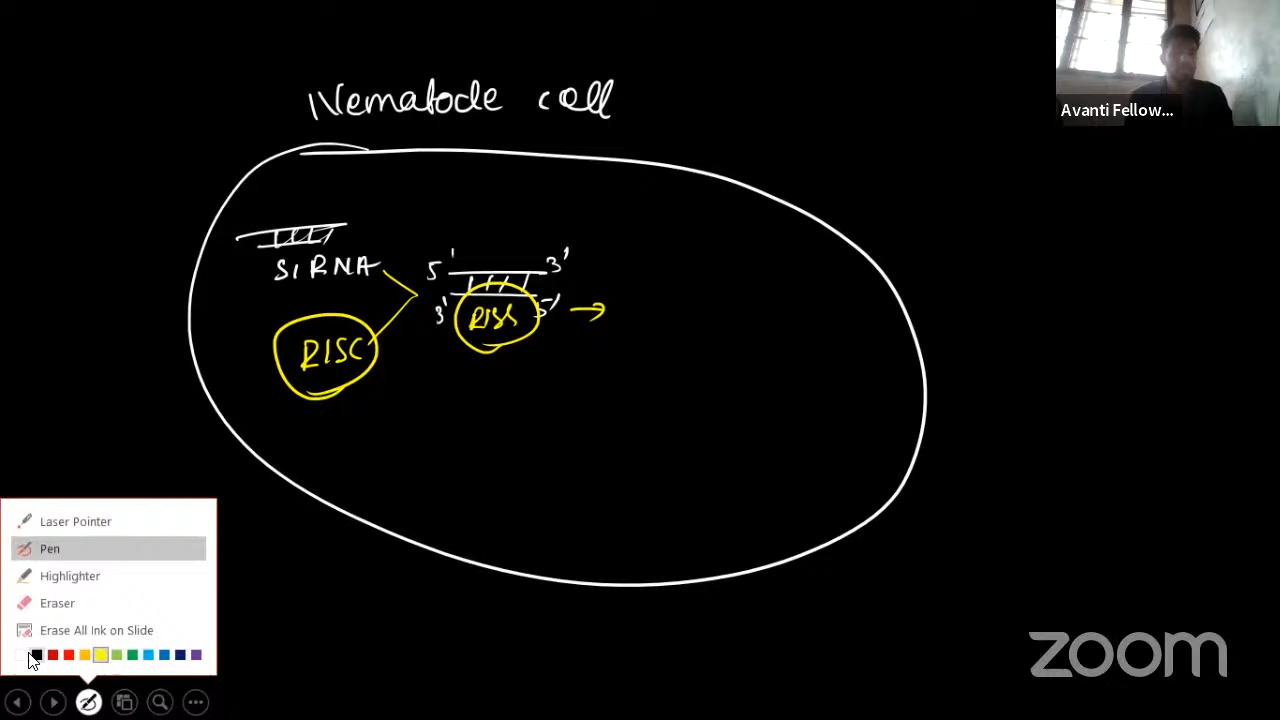 Nematode cell
SiRNA
5' 3'
3' RISS 5'
RISC
Avanti Fellow...
Laser Pointer
Pen
Highlighter
Eraser
Erase All Ink on Slide
zoom